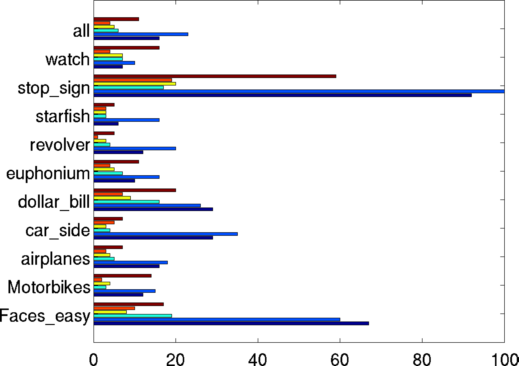 all
watch
stop_sign
starfish
revolver
euphonium
dollar_bill
car_side
airplanes
Motorbikes
Faces_easy
0 20 40 60 80 100